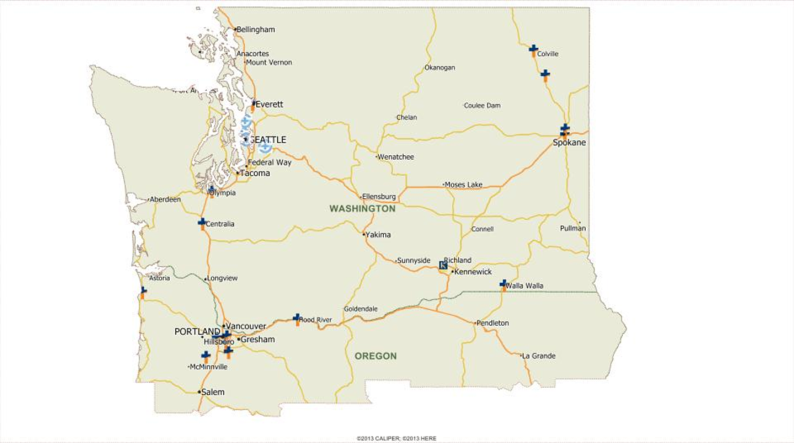 Bellingham
Anacortes
Mount Vernon
Okanogan
Colville
Everett
Coulee Dam
Chelan
SEATTLE
Spokane
Wenatchee
Federal Way
Tacoma
Moses Lake
Olympia
Ellensburg
Aberdeen
WASHINGTON
Centralia
Connell
Pullman
Yakima
Sunnyside
Richland
Kennewick
Astoria
Longview
Walla Walla
Goldendale
Hood River
Vancouver
Pendleton
PORTLAND
Hillsboro
Gresham
OREGON
La Grande
McMinnville
Salem
©2013 CALIPER; ©2013 HERE